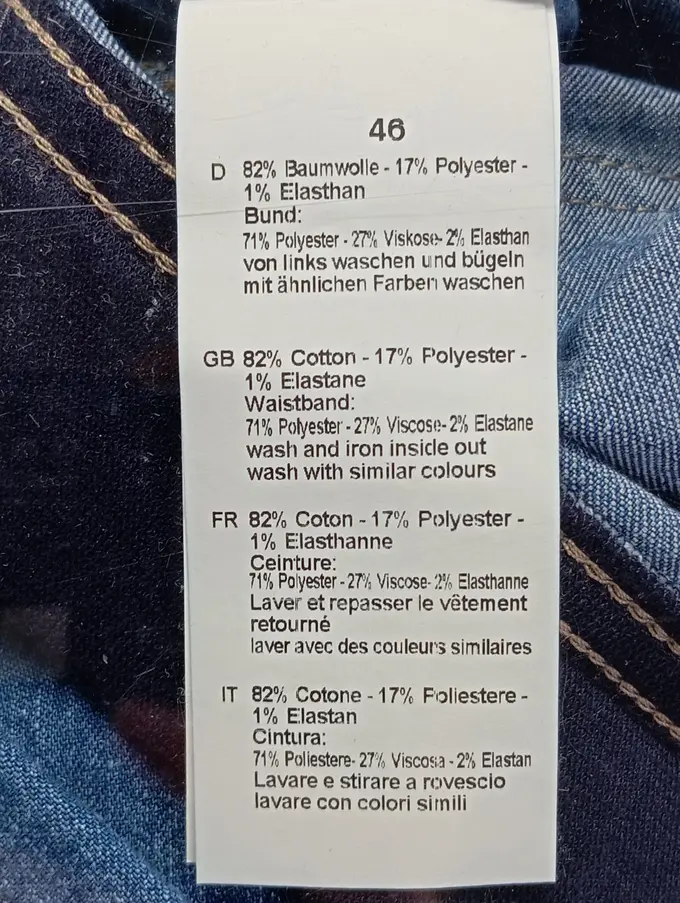 46
D 82% Baumwolle - 17% Polyester -
1% Elasthan
Bund:
71% Polyester - 27% Viskose- 2% Elasthan
von links waschen und bügeln
mit ähnlichen Farben waschen
GB 82% Cotton - 17% Polyester -
1% Elastane
Waistband:
71% Polyester - 27% Viscose- 2% Elastane
wash and iron inside out
wash with similar colours
FR 82% Coton - 17% Polyester -
1% Elasthanne
Ceinture:
71% Polyester - 27% Viscose- 2% Elasthanne
Laver et repasser le vêtement
retourné
laver avec des couleurs similaires
IT 82% Cotone - 17% Poliestere -
1% Elastan
Cintura:
71% Poliestere- 27% Viscosa - 2% Elastan
Lavare e stirare a rovescio
lavare con colori simili